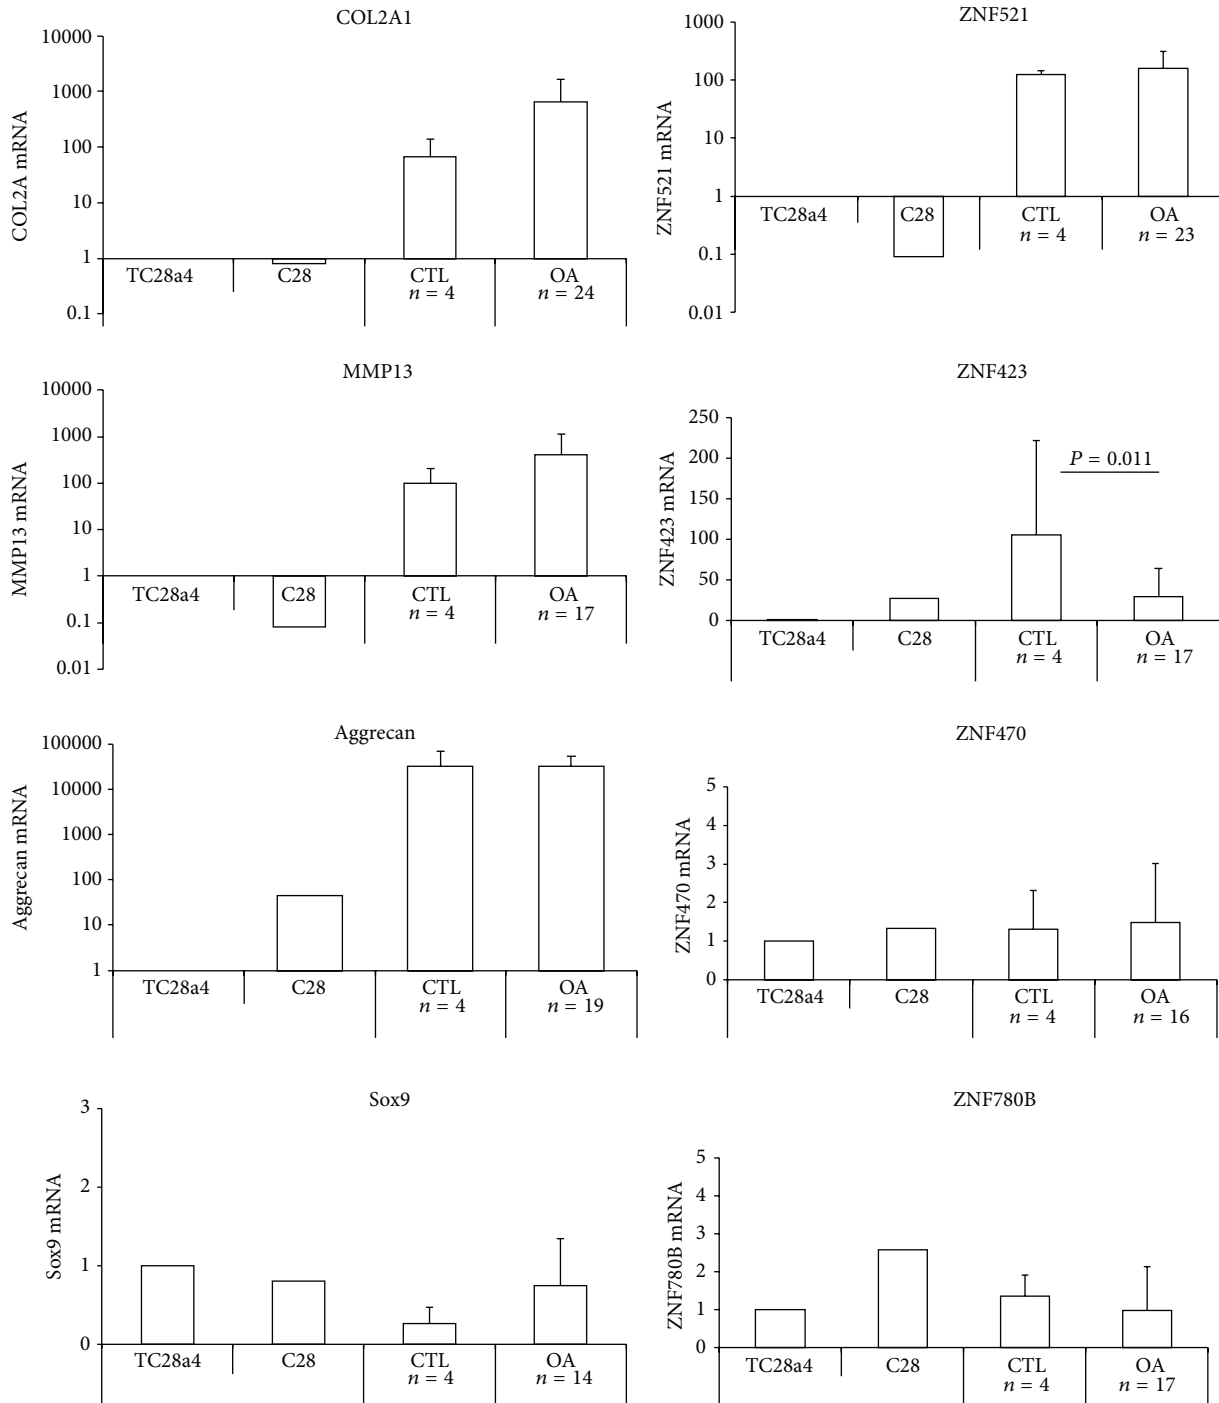 COL2A1
COL2A mRNA
10000
1000
100
10
1
0.1
TC28a4 C28 CTL OA
n = 4 n = 24
ZNF521
ZNF521 mRNA
1000
100
10
1
0.1
0.01
TC28a4 C28 CTL OA
n = 4 n = 23
MMP13
MMP13 mRNA
10000
1000
100
10
1
0.1
0.01
TC28a4 C28 CTL OA
n = 4 n = 17
ZNF423
ZNF423 mRNA
250
200
150
100
50
0
P = 0.011
TC28a4 C28 CTL OA
n = 4 n = 17
Aggrecan
Aggrecan mRNA
100000
10000
1000
100
10
1
TC28a4 C28 CTL OA
n = 4 n = 19
ZNF470
ZNF470 mRNA
5
4
3
2
1
0
TC28a4 C28 CTL OA
n = 4 n = 16
Sox9
Sox9 mRNA
3
2
1
0
TC28a4 C28 CTL OA
n = 4 n = 14
ZNF780B
ZNF780B mRNA
5
4
3
2
1
0
TC28a4 C28 CTL OA
n = 4 n = 17